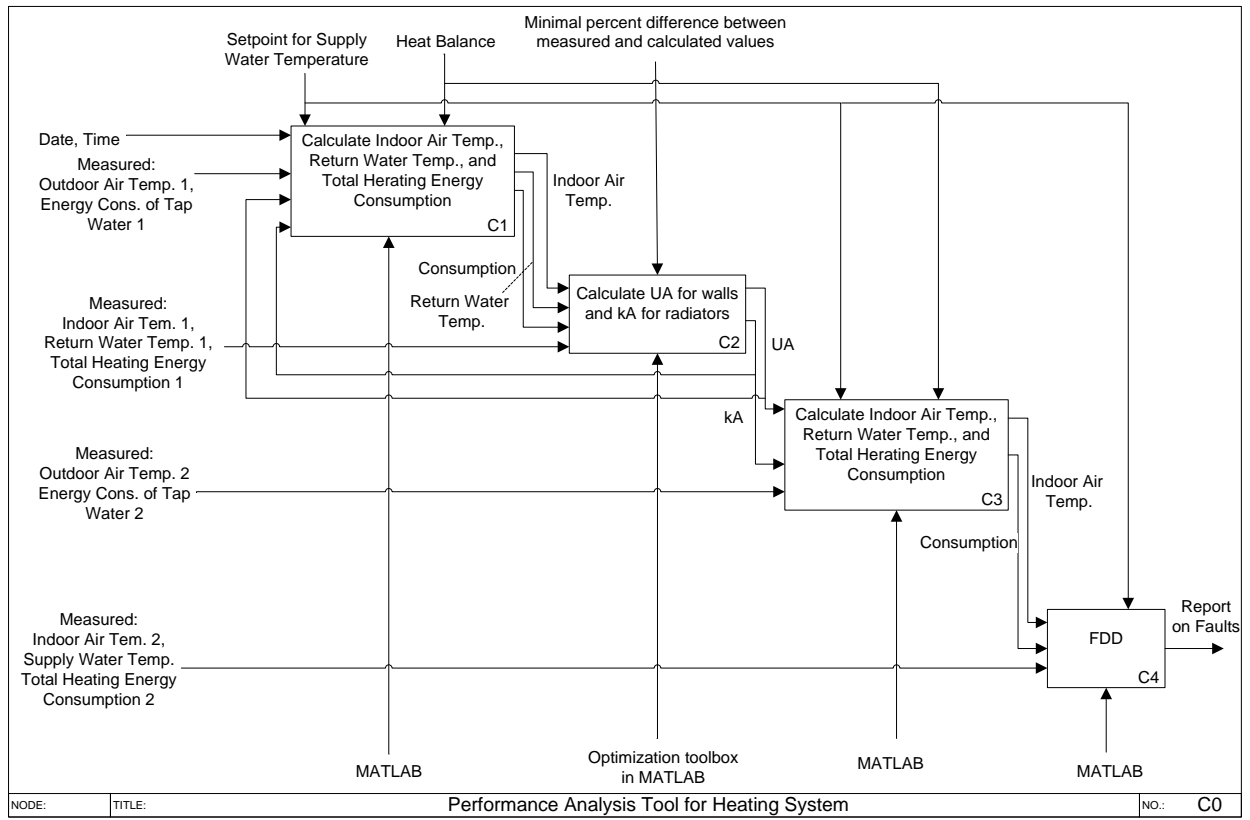 Minimal percent difference between
measured and calculated values
Setpoint for Supply
Water Temperature
Heat Balance
Date, Time
Measured:
Outdoor Air Temp. 1,
Energy Cons. of Tap
Water 1
Calculate Indoor Air Temp.,
Return Water Temp., and
Total Herating Energy
Consumption
C1
Indoor Air
Temp.
Consumption
Return Water
Temp.
Measured:
Indoor Air Tem. 1,
Return Water Temp. 1,
Total Heating Energy
Consumption 1
Calculate UA for walls
and kA for radiators
C2
UA
kA
Measured:
Outdoor Air Temp. 2
Energy Cons. of Tap
Water 2
Calculate Indoor Air Temp.,
Return Water Temp., and
Total Herating Energy
Consumption
C3
Indoor Air
Temp.
Consumption
Measured:
Indoor Air Tem. 2,
Supply Water Temp.
Total Heating Energy
Consumption 2
FDD
C4
Report
on Faults
MATLAB
Optimization toolbox
in MATLAB
MATLAB
MATLAB
NODE:
TITLE:
Performance Analysis Tool for Heating System
NO.:
C0